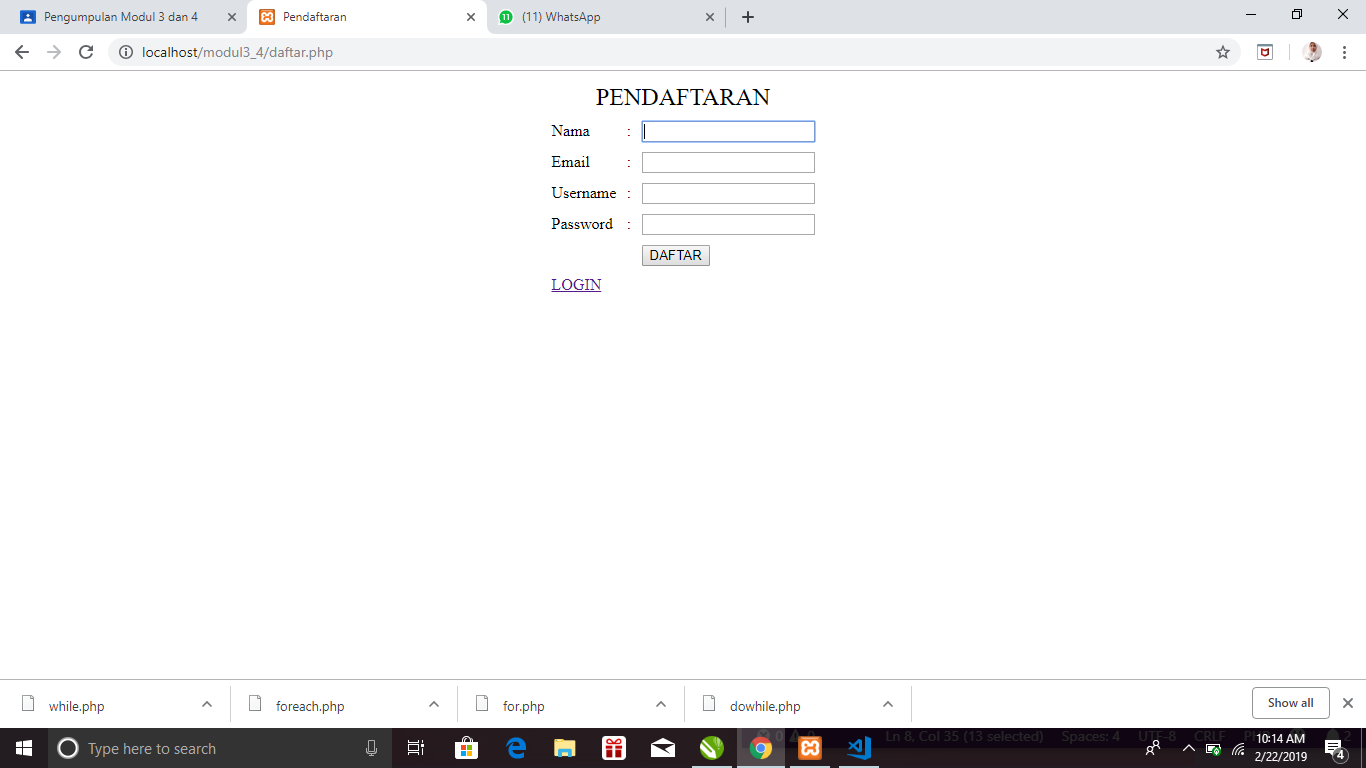 Pengumpulan Modul 3 dan 4
Pendaftaran
11
(11) WhatsApp
localhost/modul3_4/daftar.php
PENDAFTARAN
Nama :
Email :
Username :
Password :
DAFTAR
LOGIN
while.php
foreach.php
for.php
dowhile.php
Show all
Type here to search
Ln 8, Col 35 (13 selected)
Spaces: 4
UTF-8
CRLF
10:14 AM
2/22/2019
4